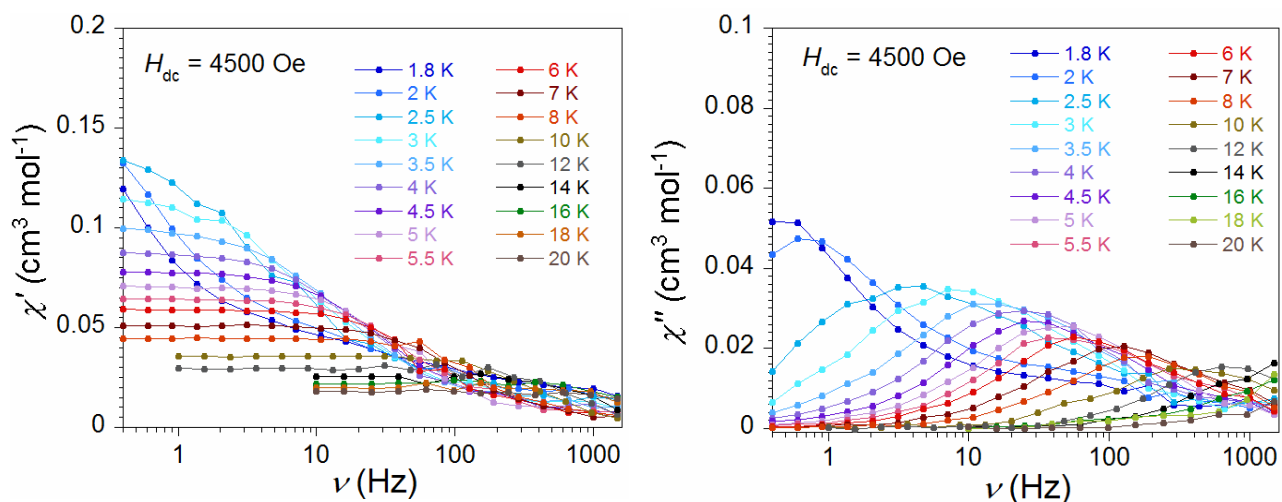 0.2
0.15
0.1
0.05
0
χ′ (cm³ mol⁻¹)
H_dc = 4500 Oe
1.8 K
2 K
2.5 K
3 K
3.5 K
4 K
4.5 K
5 K
5.5 K
6 K
7 K
8 K
10 K
12 K
14 K
16 K
18 K
20 K
1 10 100 1000
ν (Hz)
0.1
0.08
0.06
0.04
0.02
0
χ″ (cm³ mol⁻¹)
H_dc = 4500 Oe
1.8 K
2 K
2.5 K
3 K
3.5 K
4 K
4.5 K
5 K
5.5 K
6 K
7 K
8 K
10 K
12 K
14 K
16 K
18 K
20 K
1 10 100 1000
ν (Hz)